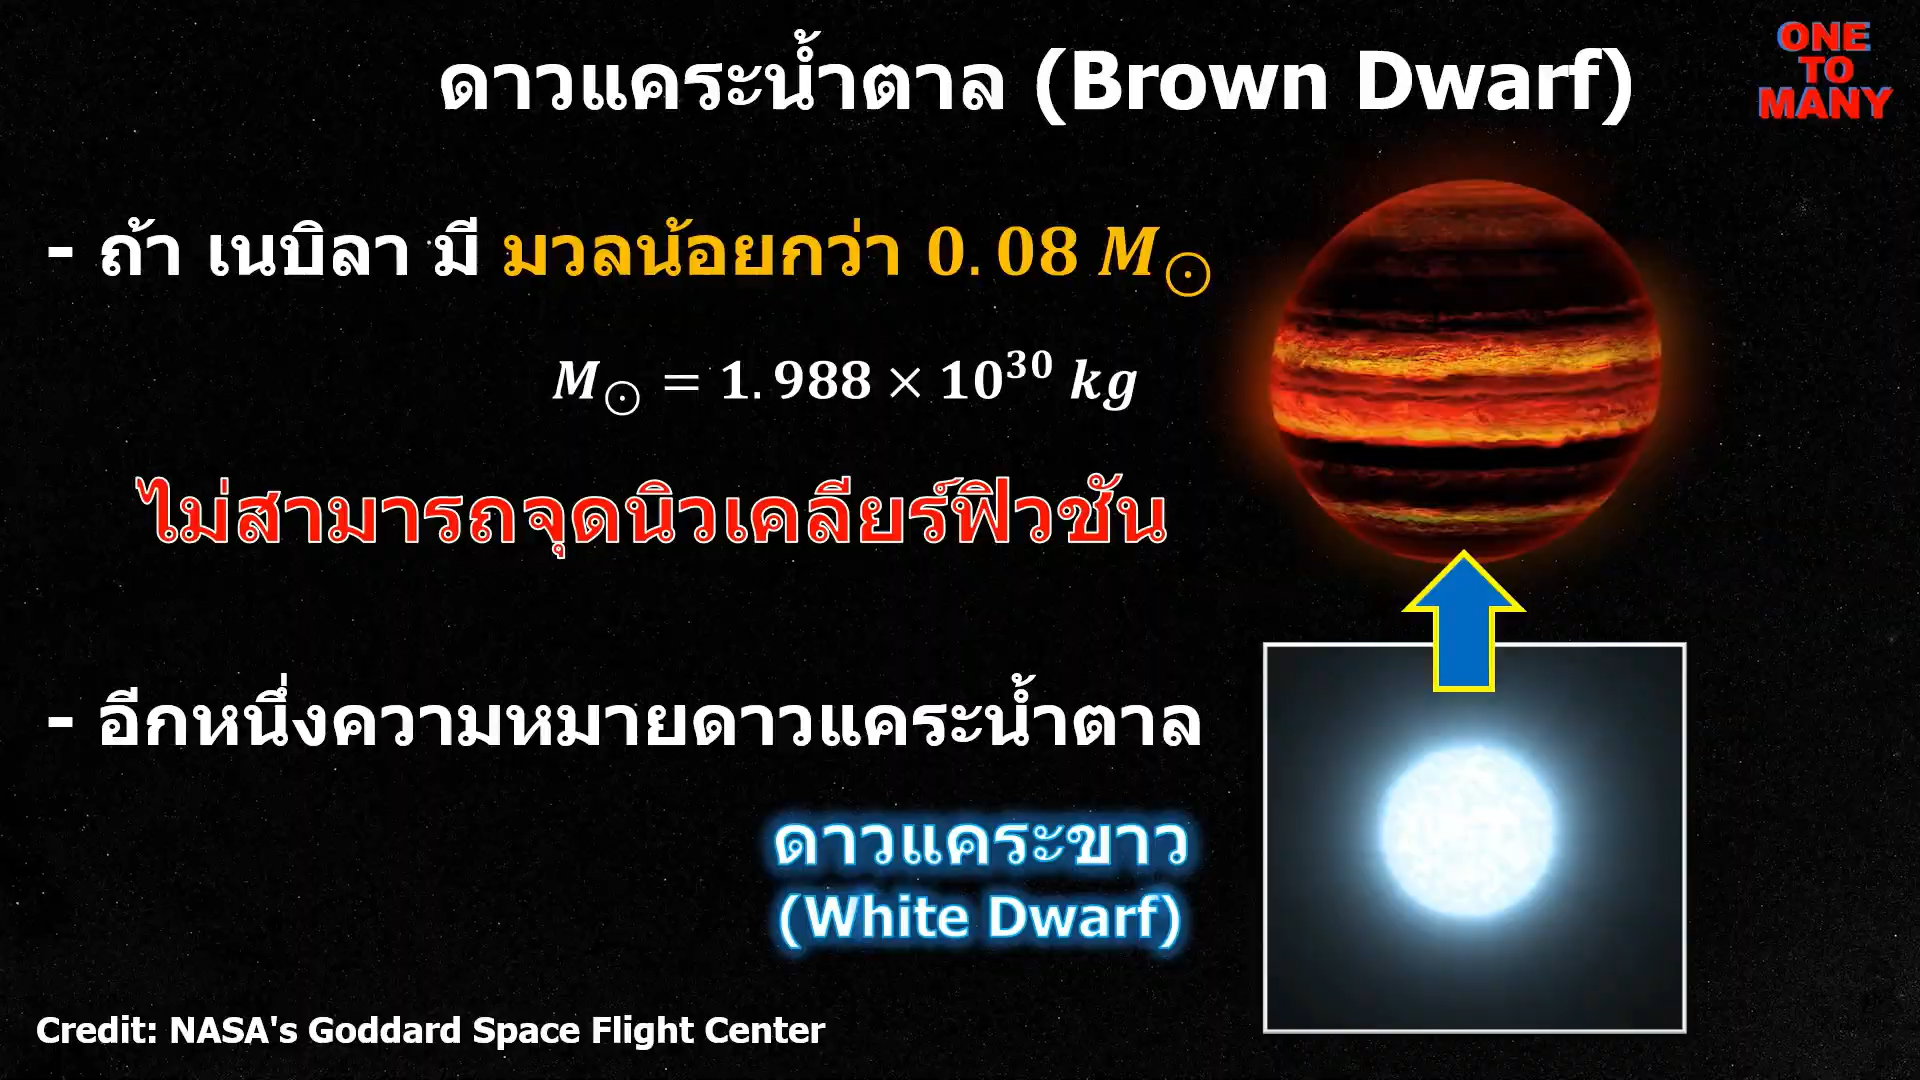 ดาวแคระน้ำตาล (Brown Dwarf)
ONE
TO
MANY
- ถ้า เนบิลา มี มวลน้อยกว่า 0.08 M☉
M☉ = 1.988 × 10³⁰ kg
ไม่สามารถจุดนิวเคลียร์ฟิวชัน
- อีกหนึ่งความหมายดาวแคระน้ำตาล
ดาวแคระขาว
(White Dwarf)
Credit: NASA's Goddard Space Flight Center